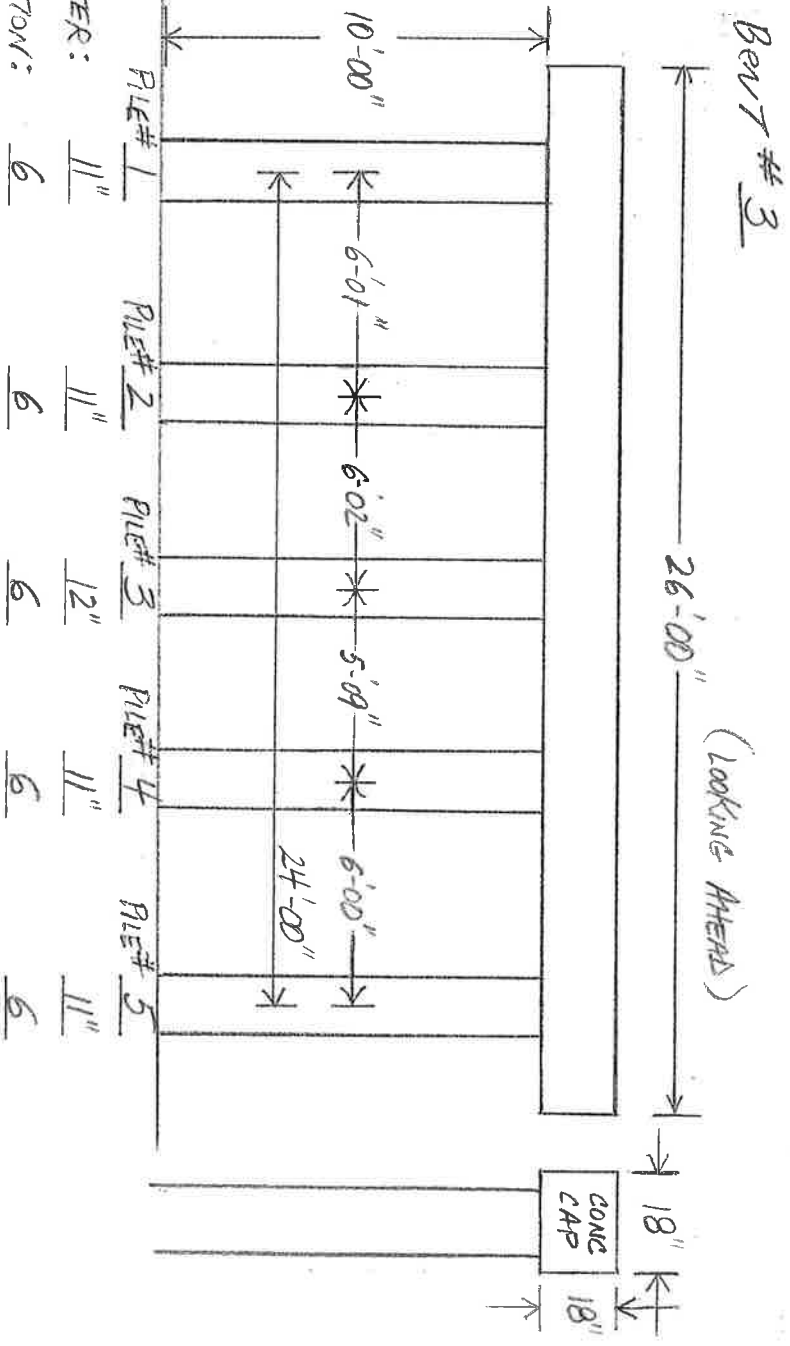 Bent # 3
(LOOKING AHEAD)
26'-00"
18"
CONC
CAP
18"
10'-00"
6'-01" 6'-02" 5'-09" 6'-00"
24'-00"
PILE# 1 PILE# 2 PILE# 3 PILE# 4 PILE# 5
ER: 11" 11" 12" 11" 11"
TION: 6 6 6 6 6